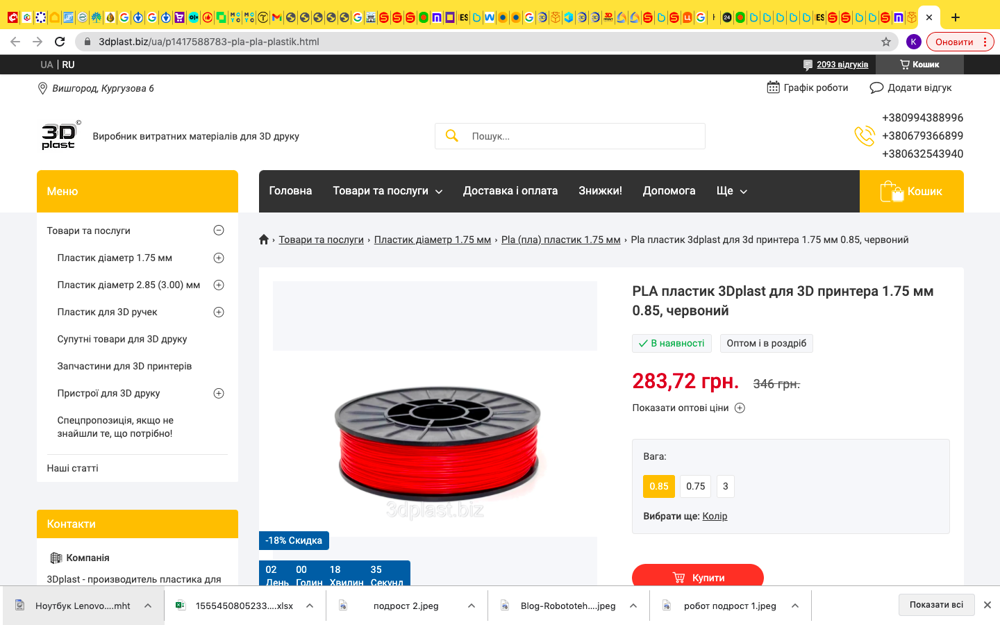 3dplast.biz/ua/p1417588783-pla-pla-plastik.html
K
Оновити
UA | RU
2093 відгуків
Кошик
Вишгород, Кургузова 6
Графік роботи
Додати відгук
3D plast ©
Виробник витратних матеріалів для 3D друку
Пошук...
+380994388996
+380679366899
+380632543940
Меню
Головна
Товари та послуги
Доставка і оплата
Знижки!
Допомога
Ще
Кошик
Товари та послуги
Пластик діаметр 1.75 мм
Пластик діаметр 2.85 (3.00) мм
Пластик для 3D ручек
Супутні товари для 3D друку
Запчастини для 3D принтерів
Пристрої для 3D друку
Спецпропозиція, якщо не
знайшли те, що потрібно!
Наші статті
Контакти
Компанія
3Dplast - производитель пластика для
› Товари та послуги › Пластик діаметр 1.75 мм › Pla (пла) пластик 1.75 мм › Pla пластик 3dplast для 3d принтера 1.75 мм 0.85, червоний
3dplast.biz
-18% Скидка
02 00 18 35
День Годин Хвилин Секунд
PLA пластик 3Dplast для 3D принтера 1.75 мм
0.85, червоний
В наявності
Оптом і в роздріб
283,72 грн. 346 грн.
Показати оптові ціни
Вага:
0.85 0.75 3
Вибрати ще: Колір
Купити
Ноутбук Lenovo....mht
1555450805233....xlsx
подрост 2.jpeg
Blog-Robototeh....jpeg
робот подрост 1.jpeg
Показати всі